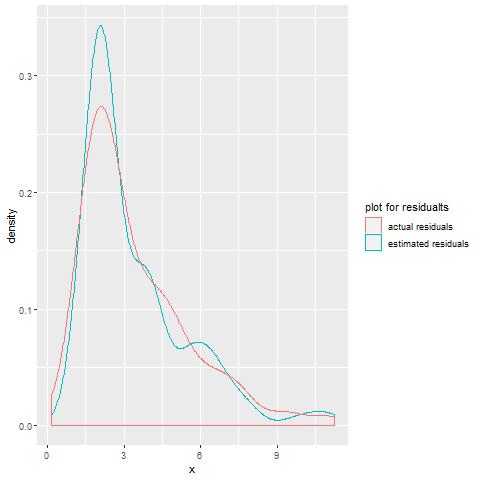 0.3
0.2
0.1
0.0
density
0
3
6
9
x
plot for residualts
actual residuals
estimated residuals